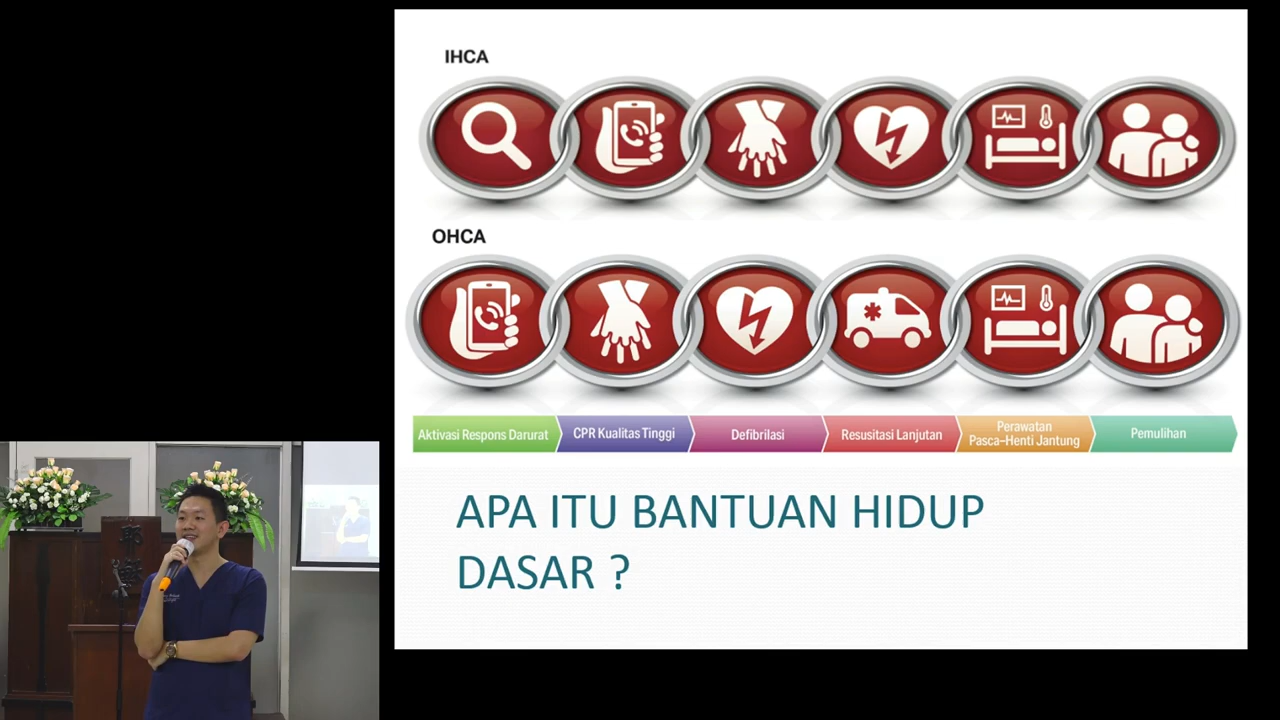 IHCA
OHCA
Aktivasi Respons Darurat
CPR Kualitas Tinggi
Defibrilasi
Resusitasi Lanjutan
Perawatan
Pasca–Henti Jantung
Pemulihan
APA ITU BANTUAN HIDUP
DASAR ?